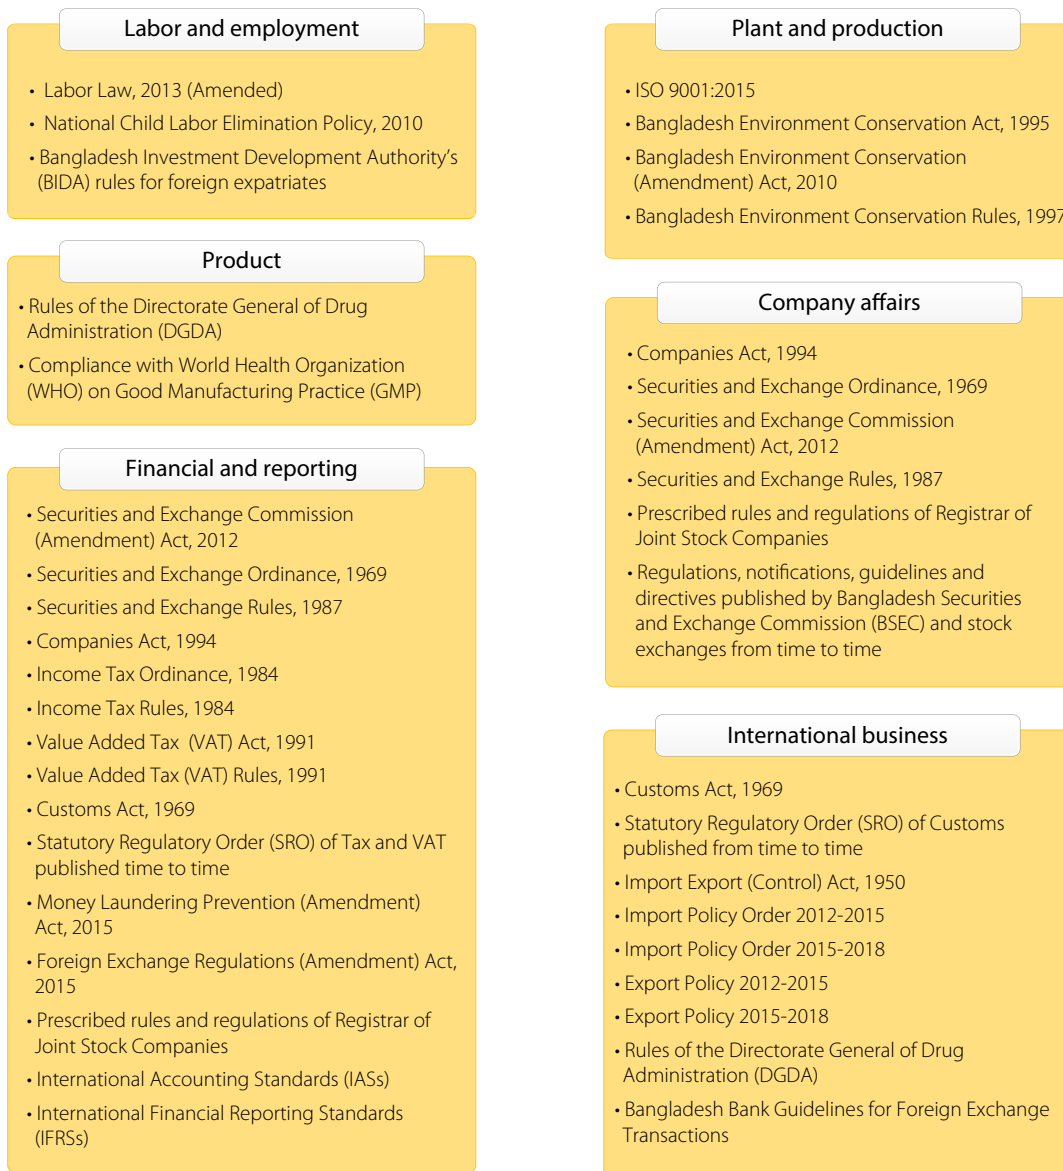 Labor and employment
• Labor Law, 2013 (Amended)
• National Child Labor Elimination Policy, 2010
• Bangladesh Investment Development Authority's
(BIDA) rules for foreign expatriates
Product
• Rules of the Directorate General of Drug
Administration (DGDA)
• Compliance with World Health Organization
(WHO) on Good Manufacturing Practice (GMP)
Financial and reporting
• Securities and Exchange Commission
(Amendment) Act, 2012
• Securities and Exchange Ordinance, 1969
• Securities and Exchange Rules, 1987
• Companies Act, 1994
• Income Tax Ordinance, 1984
• Income Tax Rules, 1984
• Value Added Tax (VAT) Act, 1991
• Value Added Tax (VAT) Rules, 1991
• Customs Act, 1969
• Statutory Regulatory Order (SRO) of Tax and VAT
published time to time
• Money Laundering Prevention (Amendment)
Act, 2015
• Foreign Exchange Regulations (Amendment) Act,
2015
• Prescribed rules and regulations of Registrar of
Joint Stock Companies
• International Accounting Standards (IASs)
• International Financial Reporting Standards
(IFRSs)
Plant and production
• ISO 9001:2015
• Bangladesh Environment Conservation Act, 1995
• Bangladesh Environment Conservation
(Amendment) Act, 2010
• Bangladesh Environment Conservation Rules, 1997
Company affairs
• Companies Act, 1994
• Securities and Exchange Ordinance, 1969
• Securities and Exchange Commission
(Amendment) Act, 2012
• Securities and Exchange Rules, 1987
• Prescribed rules and regulations of Registrar of
Joint Stock Companies
• Regulations, notifications, guidelines and
directives published by Bangladesh Securities
and Exchange Commission (BSEC) and stock
exchanges from time to time
International business
• Customs Act, 1969
• Statutory Regulatory Order (SRO) of Customs
published from time to time
• Import Export (Control) Act, 1950
• Import Policy Order 2012-2015
• Import Policy Order 2015-2018
• Export Policy 2012-2015
• Export Policy 2015-2018
• Rules of the Directorate General of Drug
Administration (DGDA)
• Bangladesh Bank Guidelines for Foreign Exchange
Transactions